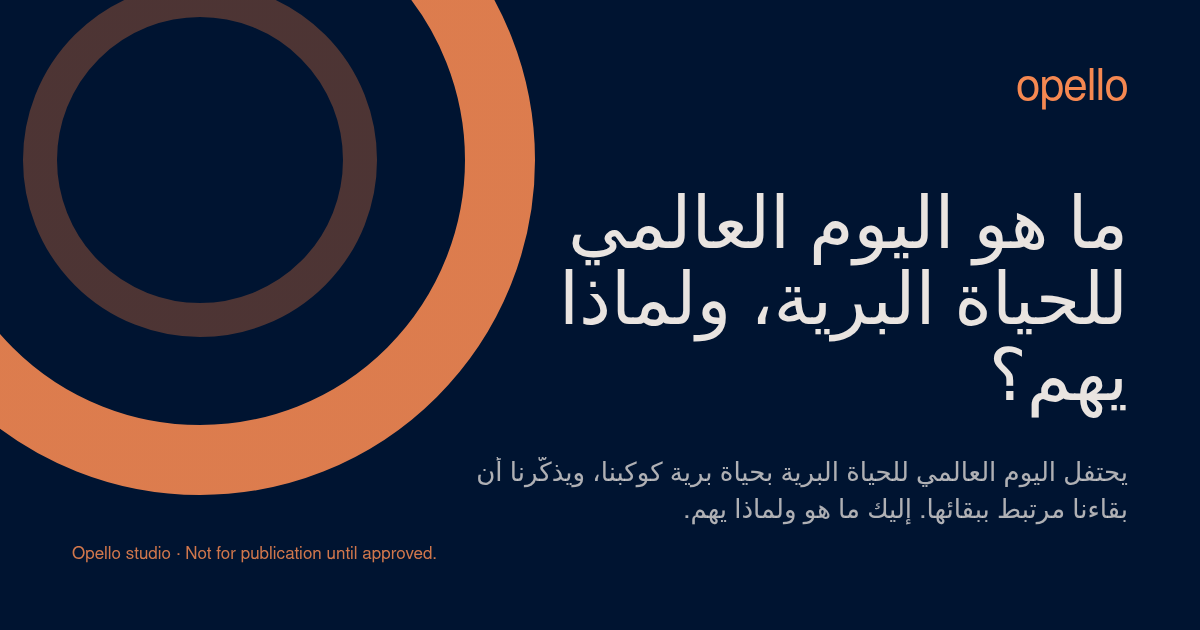 opello
ما هو اليوم العالمي
للحياة البرية، ولماذا
يهم؟
يحتفل اليوم العالمي للحياة البرية بحياة برية كوكبنا، ويذكّرنا أن
بقاءنا مرتبط ببقائها. إليك ما هو ولماذا يهم.
Opello studio · Not for publication until approved.